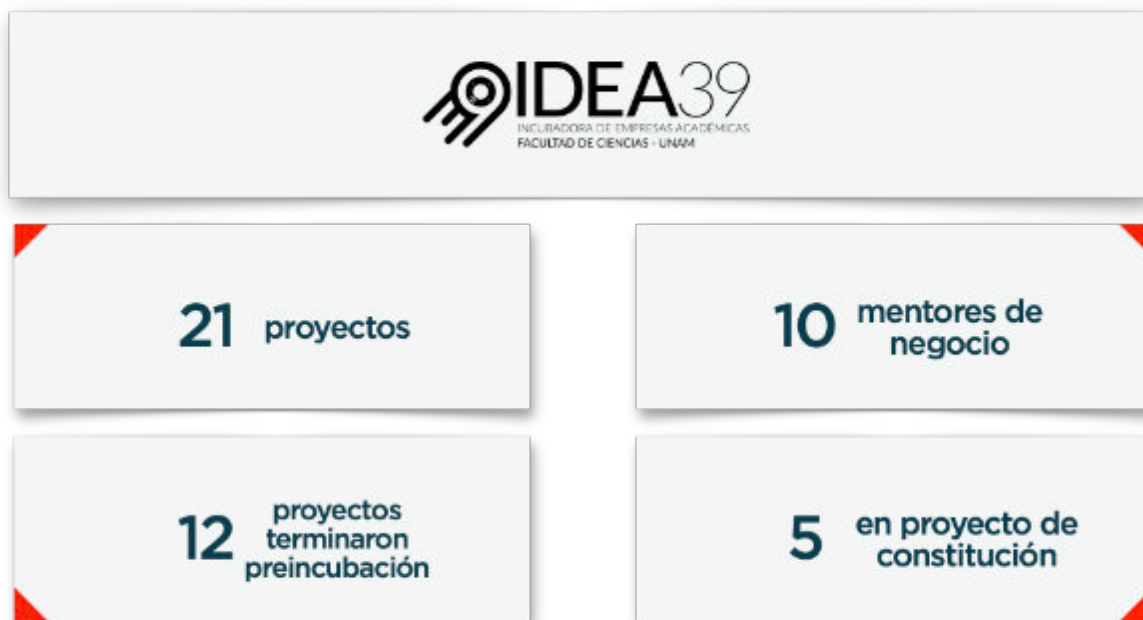 IDEA39
INCUBADORA DE EMPRESAS ACADÉMICAS
FACULTAD DE CIENCIAS - UNAM
21 proyectos
10 mentores de
negocio
12 proyectos
terminaron
preincubación
5 en proyecto de
constitución